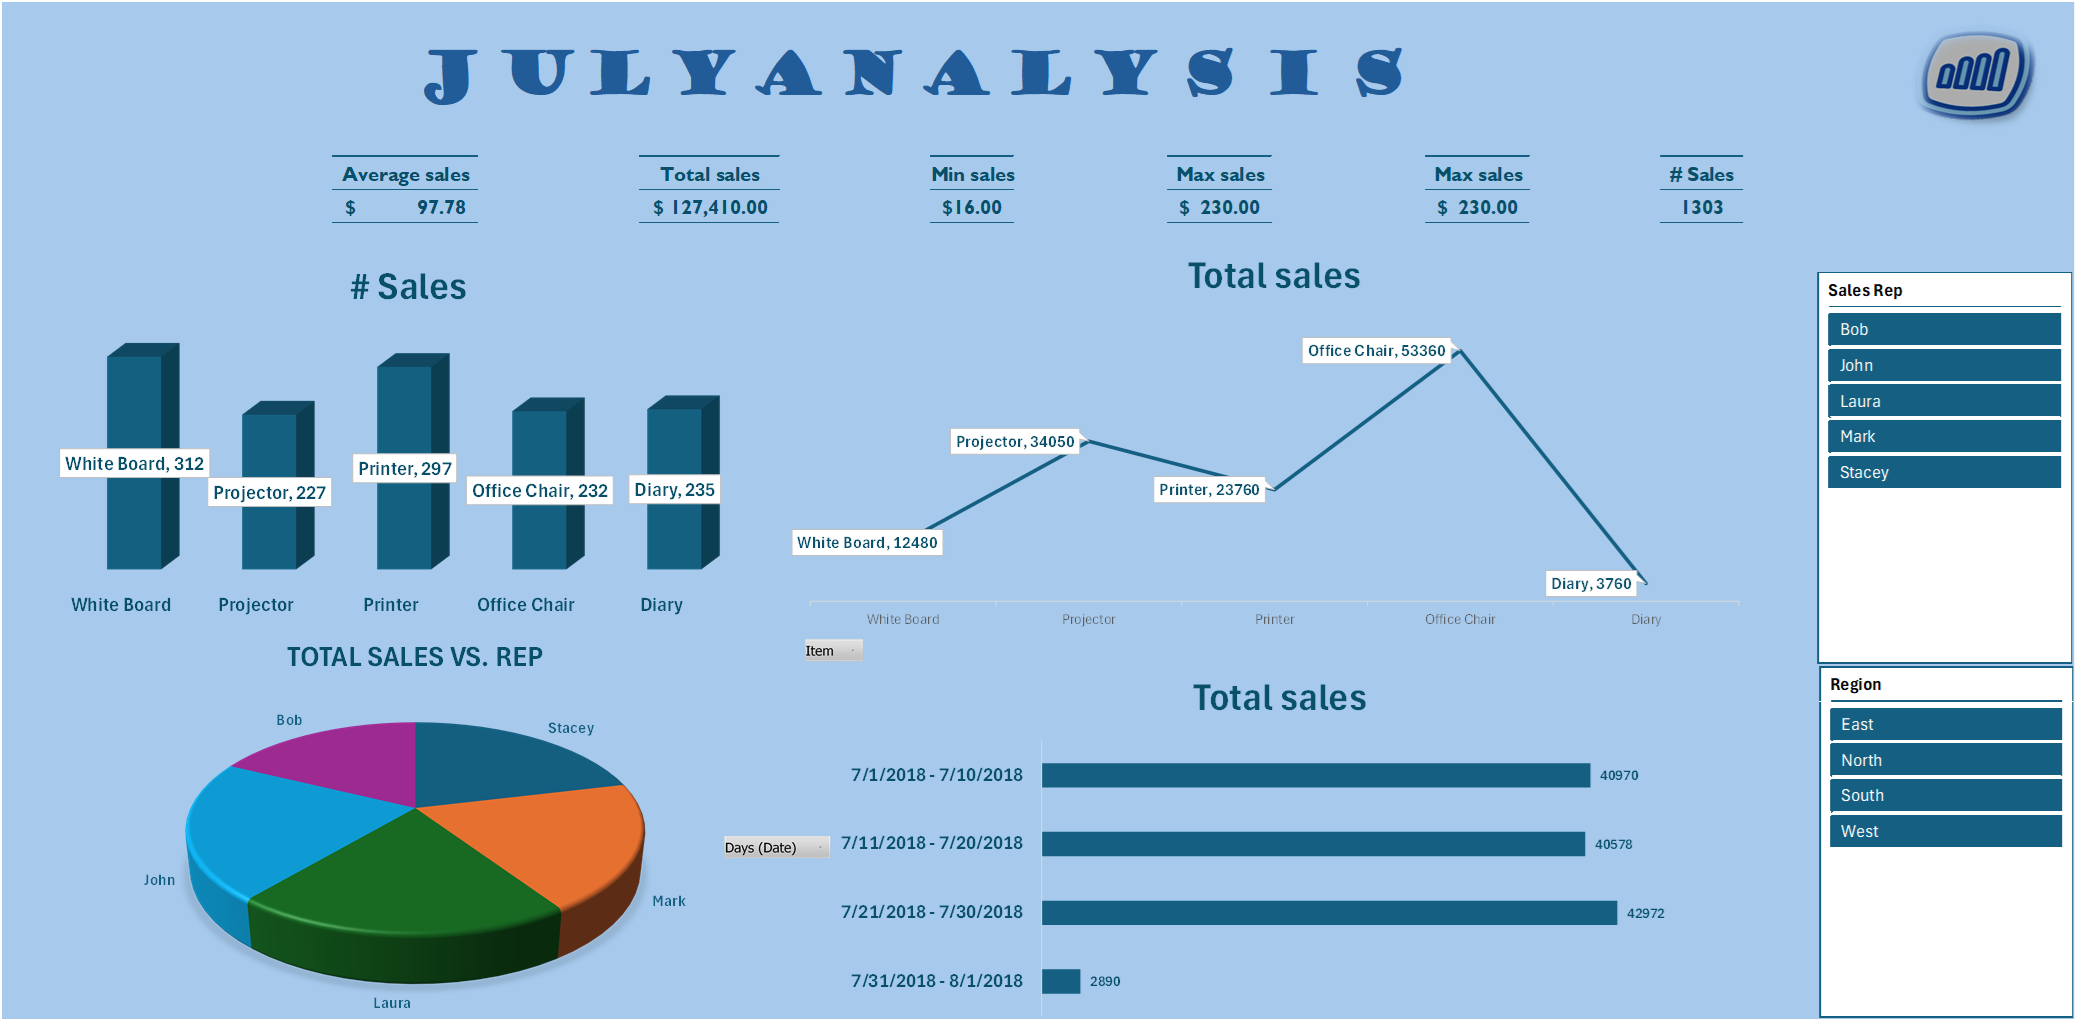 JULYANALYSIS
Average sales
$ 97.78
Total sales
$ 127,410.00
Min sales
$16.00
Max sales
$ 230.00
Max sales
$ 230.00
# Sales
1303
# Sales
White Board, 312
Projector, 227
Printer, 297
Office Chair, 232
Diary, 235
White Board
Projector
Printer
Office Chair
Diary
Total sales
Office Chair, 53360
Projector, 34050
Printer, 23760
White Board, 12480
Diary, 3760
White Board
Projector
Printer
Office Chair
Diary
Item
Sales Rep
Bob
John
Laura
Mark
Stacey
TOTAL SALES VS. REP
Bob
Stacey
John
Mark
Laura
Total sales
7/1/2018 - 7/10/2018
40970
Days (Date)
7/11/2018 - 7/20/2018
40578
7/21/2018 - 7/30/2018
42972
7/31/2018 - 8/1/2018
2890
Region
East
North
South
West